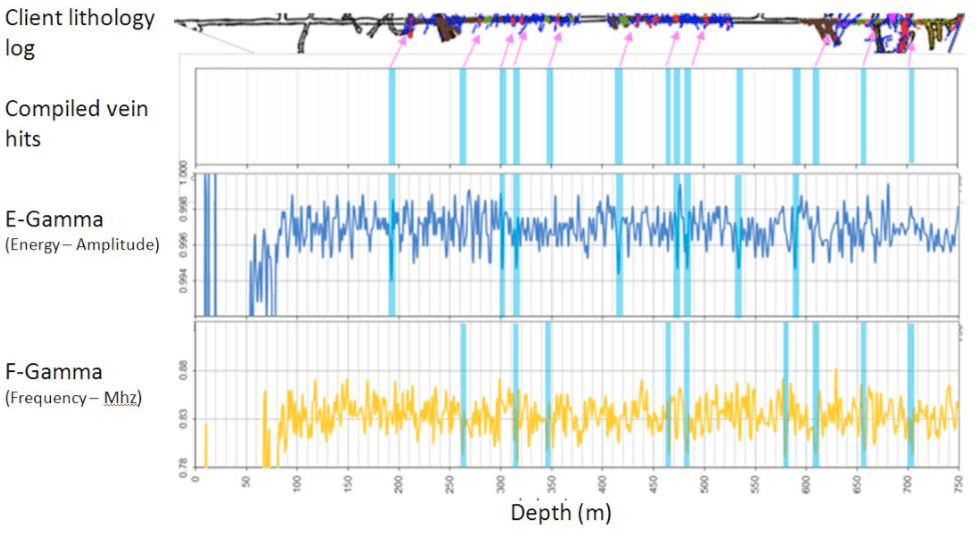 Client lithology
log
Compiled vein
hits
1.000
0.998
0.996
0.994
E-Gamma
(Energy – Amplitude)
0.88
0.83
0.78
F-Gamma
(Frequency – Mhz)
0 50 100 150 200 250 300 350 400 450 500 550 600 650 700 750
Depth (m)